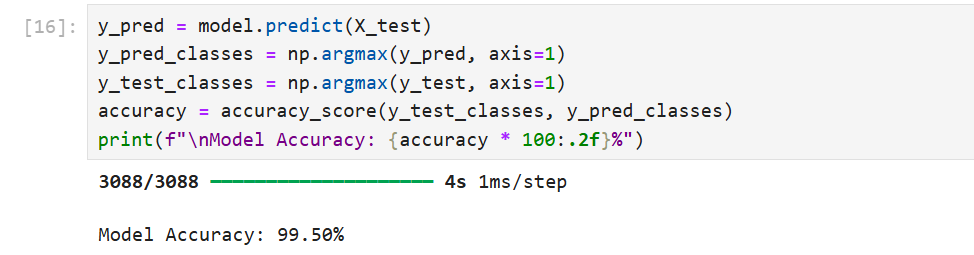 [16]: y_pred = model.predict(X_test)
y_pred_classes = np.argmax(y_pred, axis=1)
y_test_classes = np.argmax(y_test, axis=1)
accuracy = accuracy_score(y_test_classes, y_pred_classes)
print(f"\nModel Accuracy: {accuracy * 100:.2f}%")
3088/3088 ━━━━━━━━━━━━━━━━━━━━ 4s 1ms/step
Model Accuracy: 99.50%